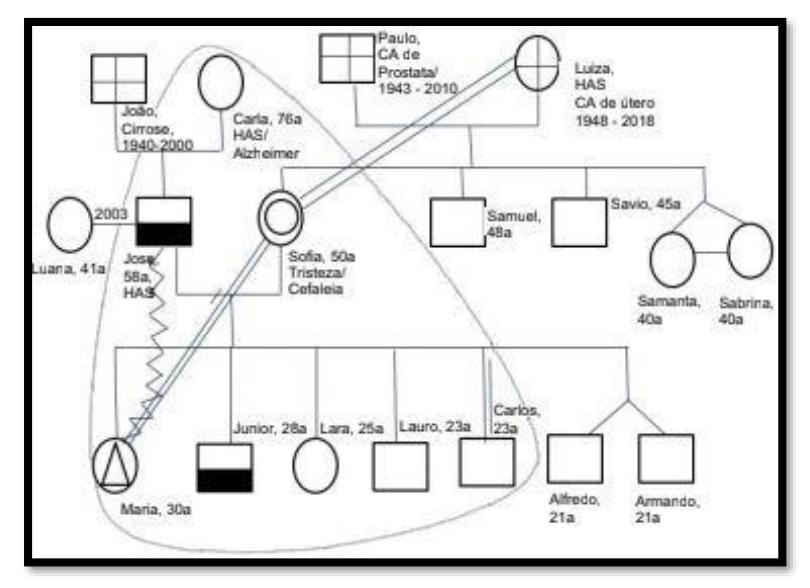 Paulo,
CA de
Prostata/
1943 - 2010
Luiza,
HAS
CA de útero
1948 - 2018
João,
Cirrose,
1940-2000
Carla, 76a
HAS/
Alzheimer
2003
Luana, 41a
Jose,
58a,
HAS
Sofia, 50a
Tristeza/
Cefaleia
Samuel,
48a
Savio, 45a
Samanta,
40a
Sabrina,
40a
Maria, 30a
Junior, 28a
Lara, 25a
Lauro, 23a
Carlos,
23a
Alfredo,
21a
Armando,
21a